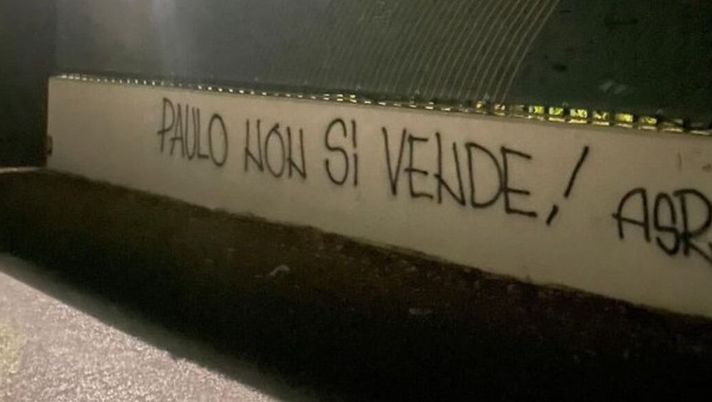 PAULO NON SI VENDE! ASR